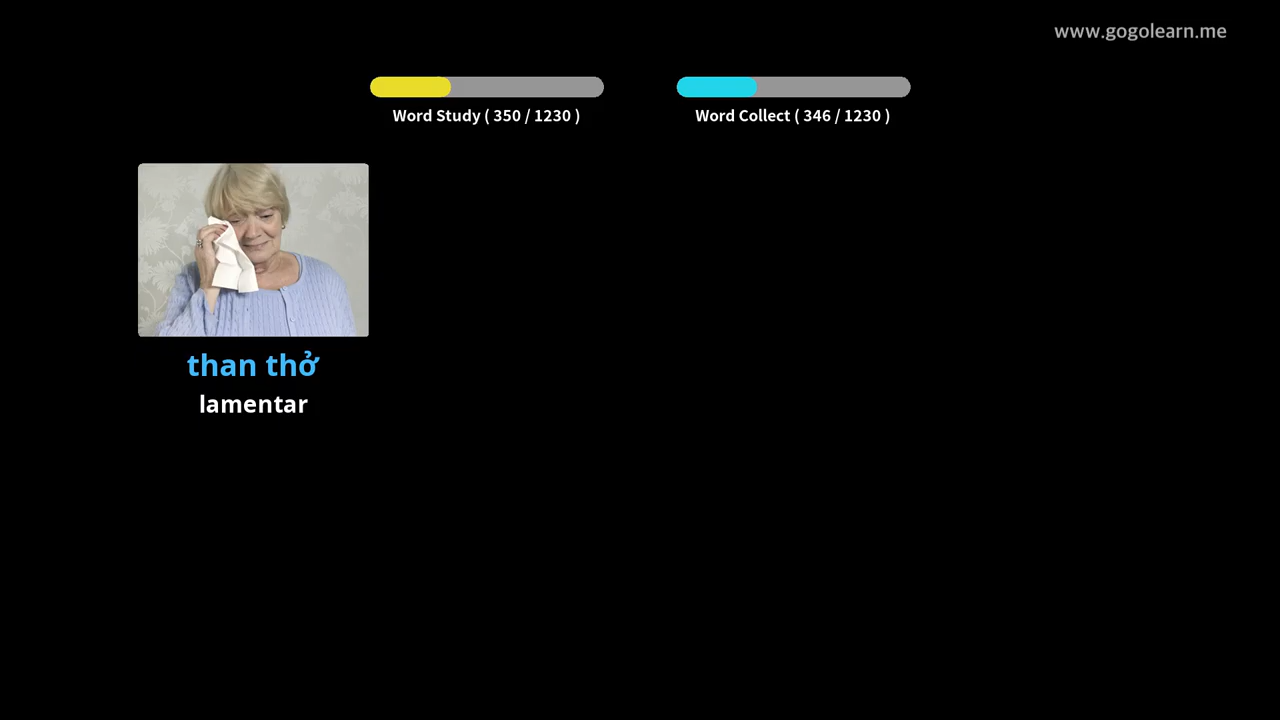 www.gogolearn.me
Word Study ( 350 / 1230 )
Word Collect ( 346 / 1230 )
than thở
lamentar